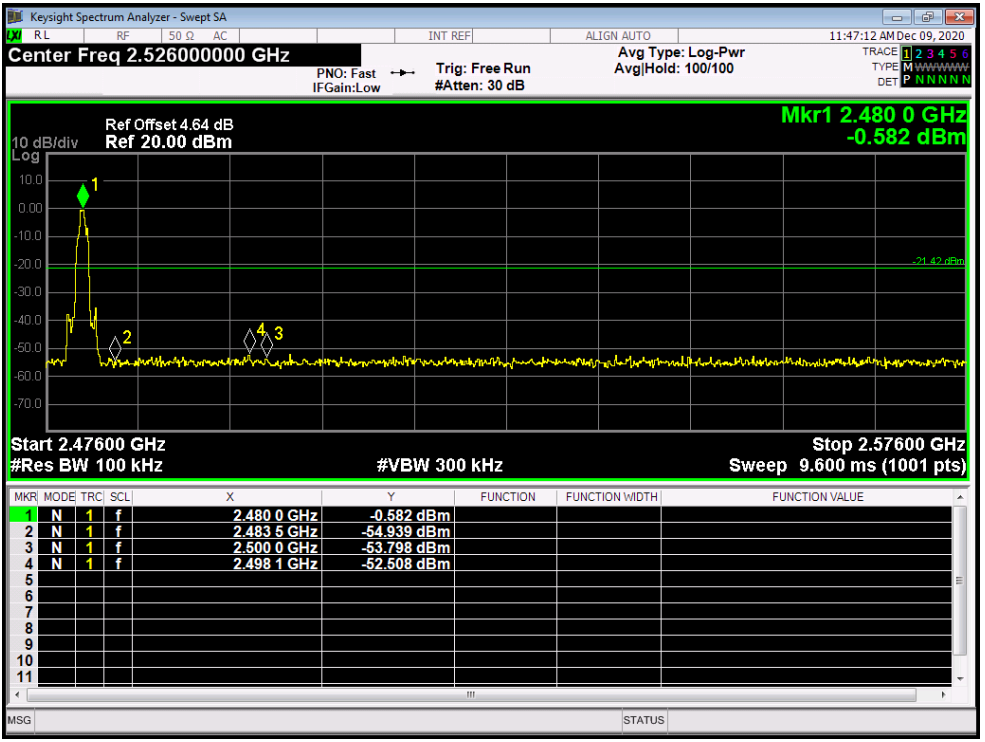 Keysight Spectrum Analyzer - Swept SA
LXI RL RF 50 Ω AC INT REF ALIGN AUTO 11:47:12 AM Dec 09, 2020
Center Freq 2.526000000 GHz
PNO: Fast
IFGain:Low
Trig: Free Run
#Atten: 30 dB
Avg Type: Log-Pwr
Avg|Hold: 100/100
TRACE 1 2 3 4 5 6
TYPE M W W W W W
DET P N N N N N
Mkr1 2.480 0 GHz
-0.582 dBm
Ref Offset 4.64 dB
10 dB/div Ref 20.00 dBm
Log
10.0
0.00
-10.0
-20.0
-30.0
-40.0
-50.0
-60.0
-70.0
1
2
4
3
-21.42 dBm
Start 2.47600 GHz Stop 2.57600 GHz
#Res BW 100 kHz #VBW 300 kHz Sweep 9.600 ms (1001 pts)
MKR MODE TRC SCL X Y FUNCTION FUNCTION WIDTH FUNCTION VALUE
1 N 1 f 2.480 0 GHz -0.582 dBm
2 N 1 f 2.483 5 GHz -54.939 dBm
3 N 1 f 2.500 0 GHz -53.798 dBm
4 N 1 f 2.498 1 GHz -52.508 dBm
5
6
7
8
9
10
11
MSG STATUS